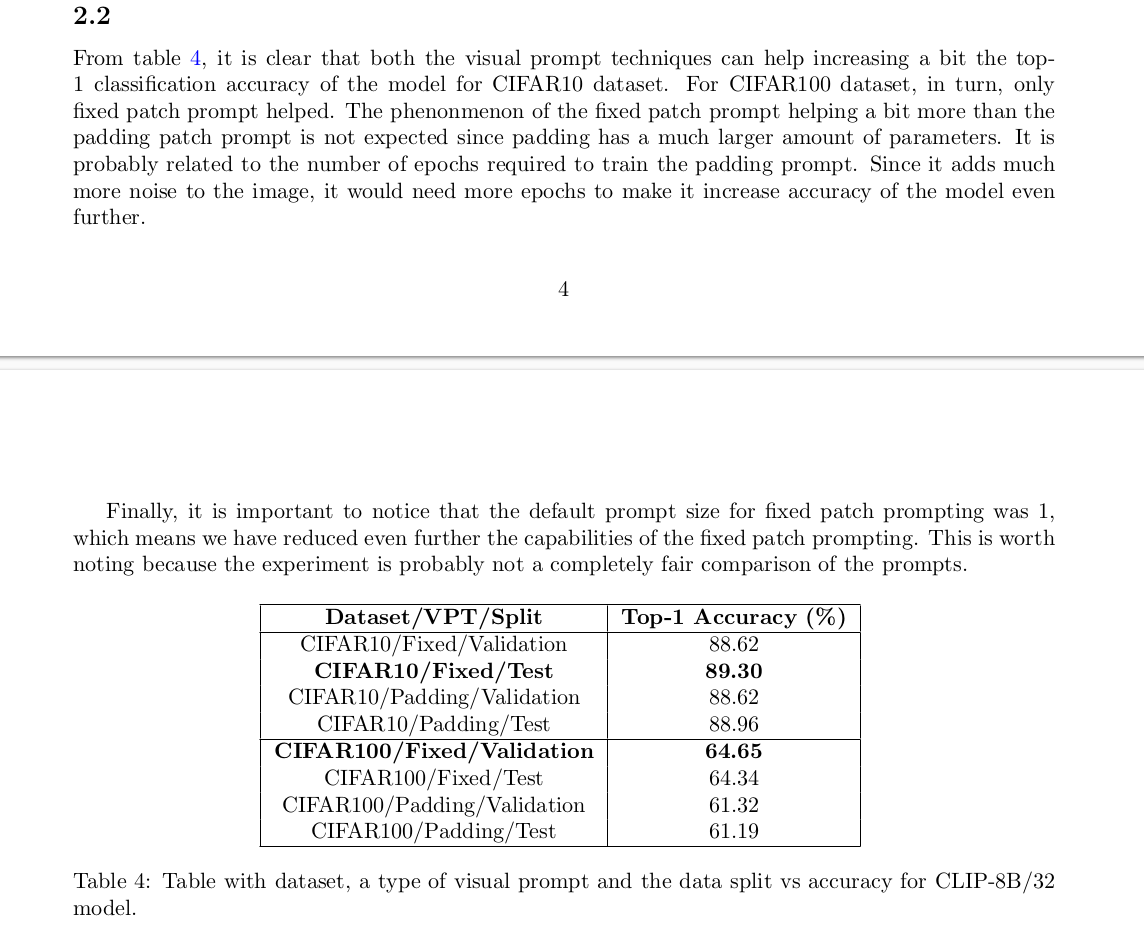 2.2
From table 4, it is clear that both the visual prompt techniques can help increasing a bit the top-
1 classification accuracy of the model for CIFAR10 dataset. For CIFAR100 dataset, in turn, only
fixed patch prompt helped. The phenonmenon of the fixed patch prompt helping a bit more than the
padding patch prompt is not expected since padding has a much larger amount of parameters. It is
probably related to the number of epochs required to train the padding prompt. Since it adds much
more noise to the image, it would need more epochs to make it increase accuracy of the model even
further.
4
Finally, it is important to notice that the default prompt size for fixed patch prompting was 1,
which means we have reduced even further the capabilities of the fixed patch prompting. This is worth
noting because the experiment is probably not a completely fair comparison of the prompts.
Dataset/VPT/Split Top-1 Accuracy (%)
CIFAR10/Fixed/Validation 88.62
CIFAR10/Fixed/Test 89.30
CIFAR10/Padding/Validation 88.62
CIFAR10/Padding/Test 88.96
CIFAR100/Fixed/Validation 64.65
CIFAR100/Fixed/Test 64.34
CIFAR100/Padding/Validation 61.32
CIFAR100/Padding/Test 61.19
Table 4: Table with dataset, a type of visual prompt and the data split vs accuracy for CLIP-8B/32
model.